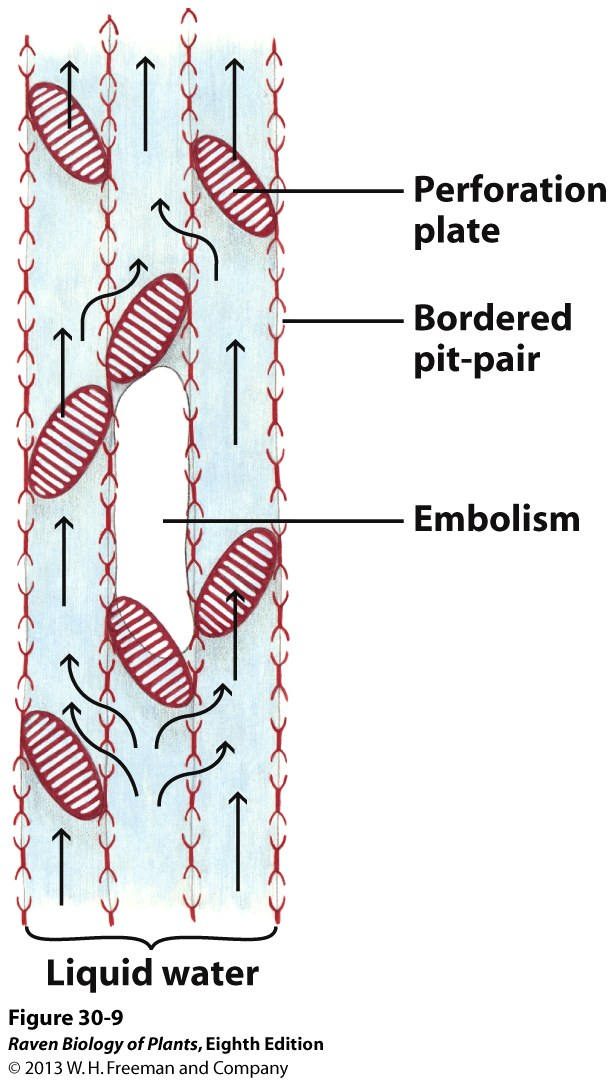 Perforation
plate
Bordered
pit-pair
Embolism
Liquid water
Figure 30-9
Raven Biology of Plants, Eighth Edition
© 2013 W. H. Freeman and Company